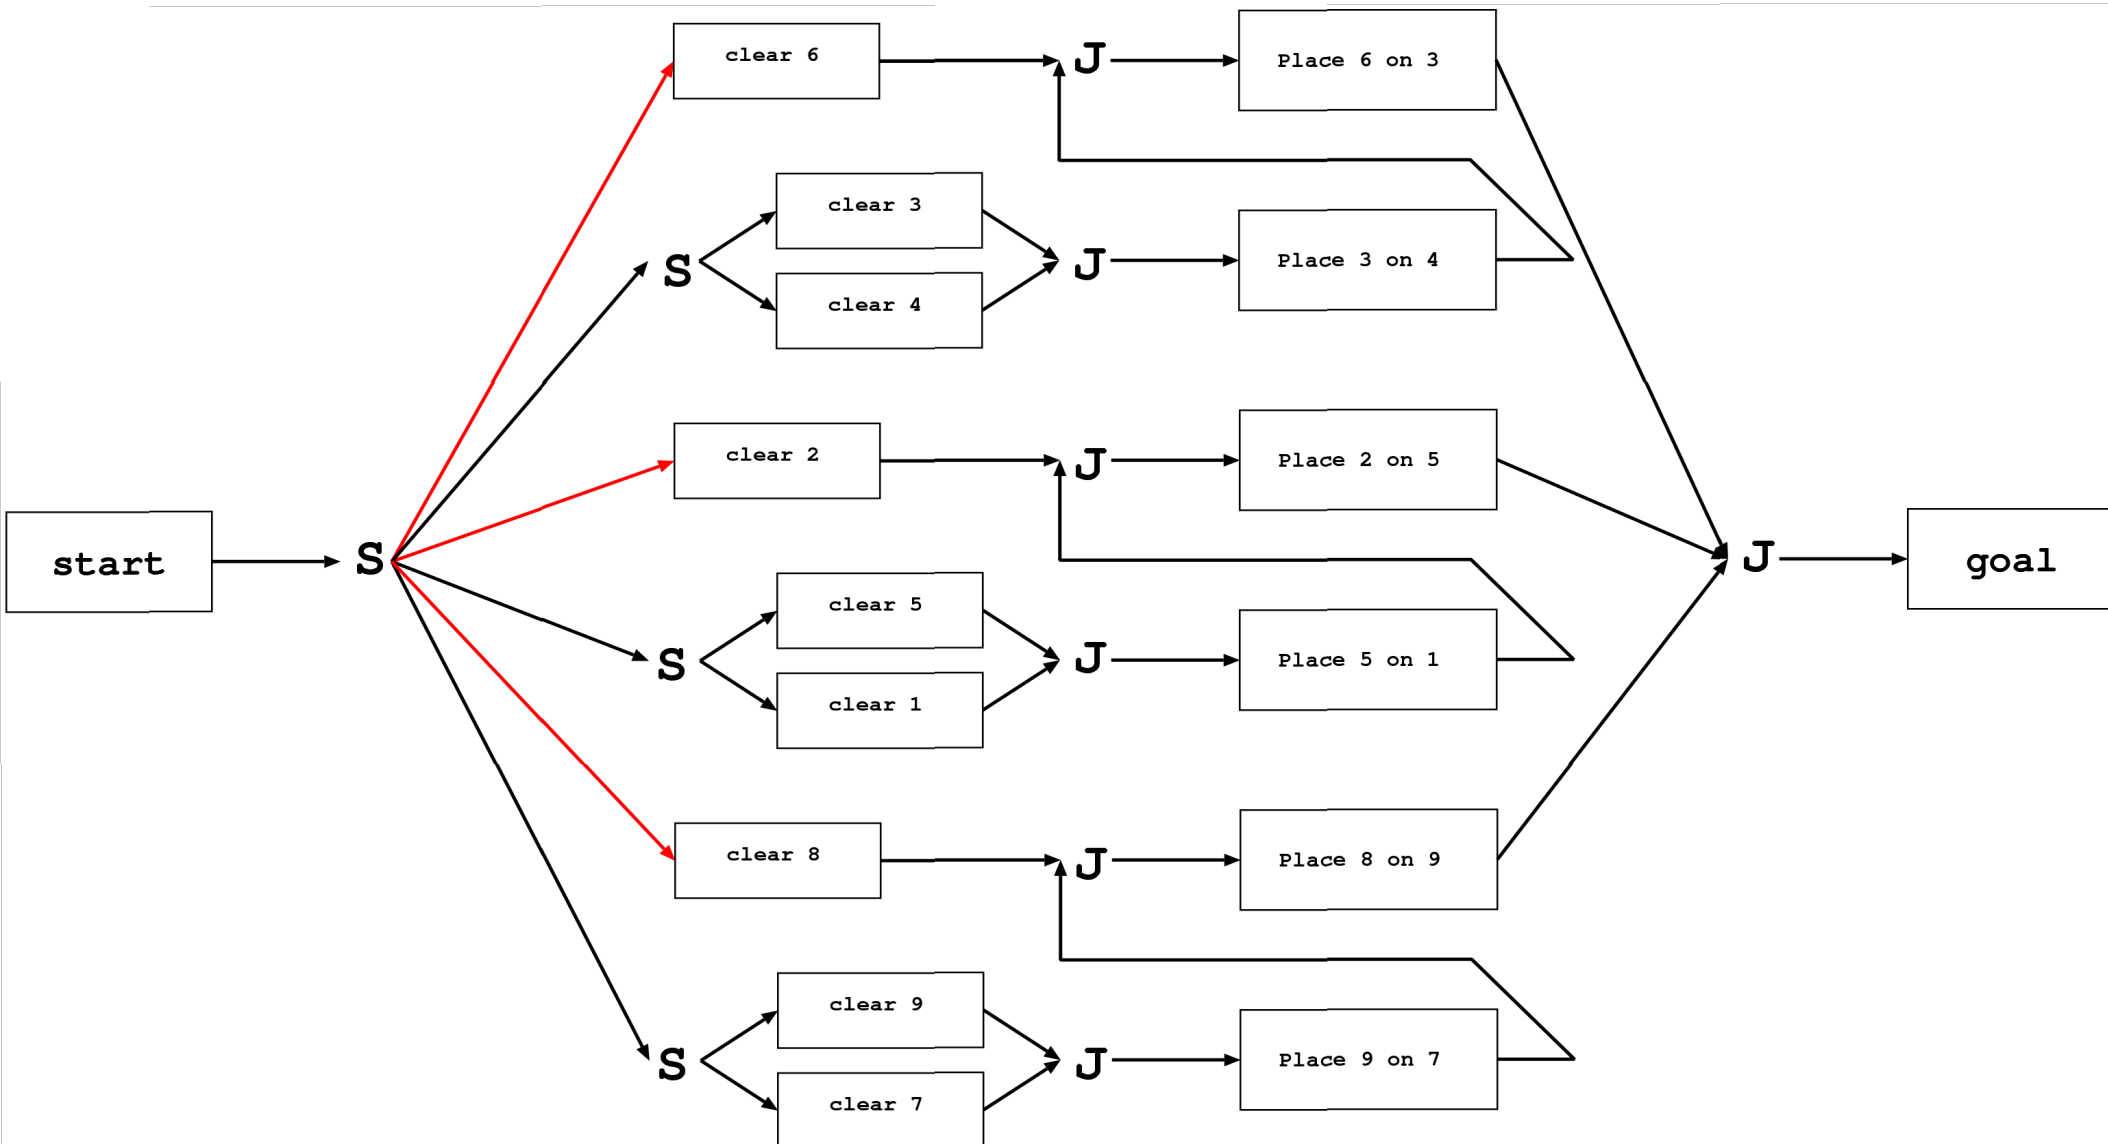 clear 6
J
Place 6 on 3
clear 3
S
clear 4
J
Place 3 on 4
clear 2
J
Place 2 on 5
start
S
J
goal
clear 5
S
clear 1
J
Place 5 on 1
clear 8
J
Place 8 on 9
clear 9
S
clear 7
J
Place 9 on 7